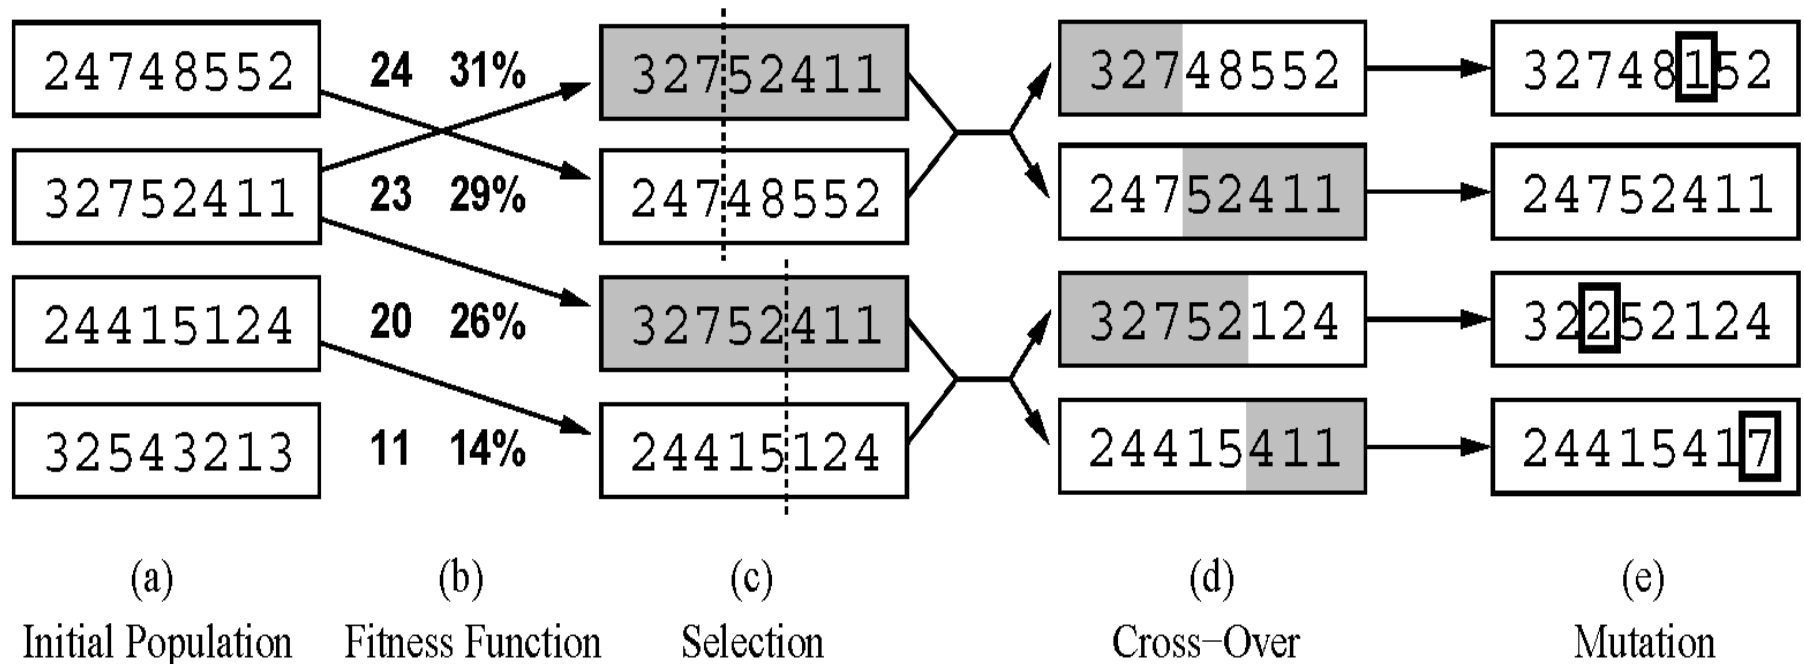 24748552 24 31% 32752411 32748552 32748152
32752411 23 29% 24748552 24752411 24752411
24415124 20 26% 32752411 32752124 32252124
32543213 11 14% 24415124 24415411 24415417
(a) (b) (c) (d) (e)
Initial Population Fitness Function Selection Cross−Over Mutation